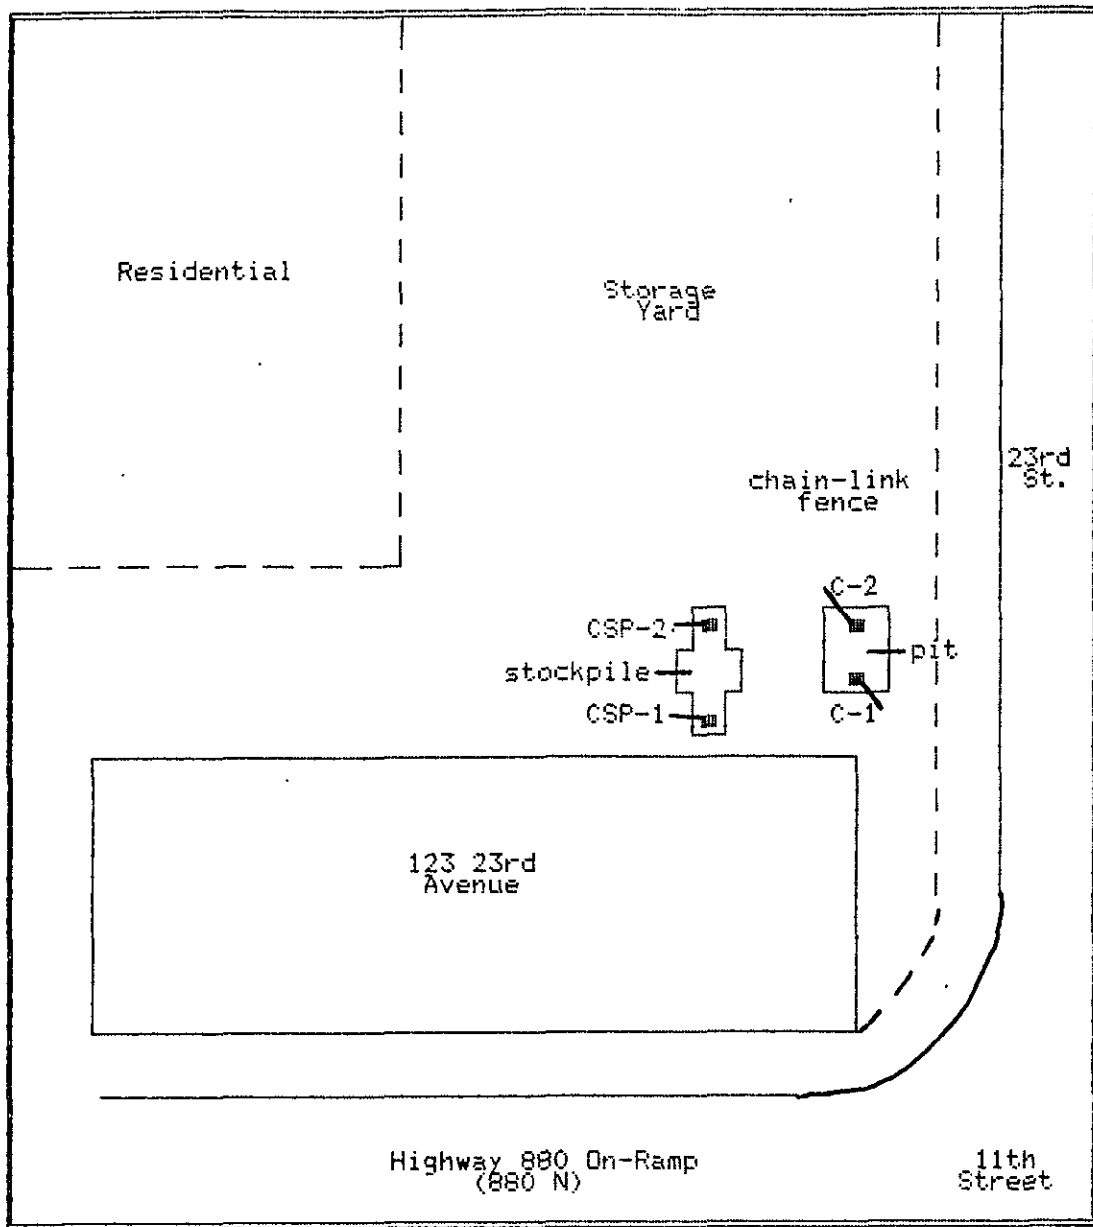 Residential
Storage
Yard
23rd
St.
chain-link
fence
C-2
CSP-2
pit
stockpile
CSP-1
C-1
123 23rd
Avenue
Highway 880 On-Ramp
(880 N)
11th
Street